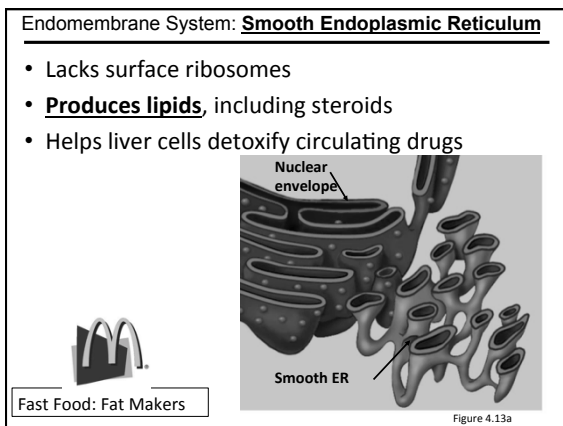 Endomembrane System: Smooth Endoplasmic Reticulum
• Lacks surface ribosomes
• Produces lipids, including steroids
• Helps liver cells detoxify circulating drugs
Nuclear
envelope
Smooth ER
M®
Fast Food: Fat Makers
Figure 4.13a